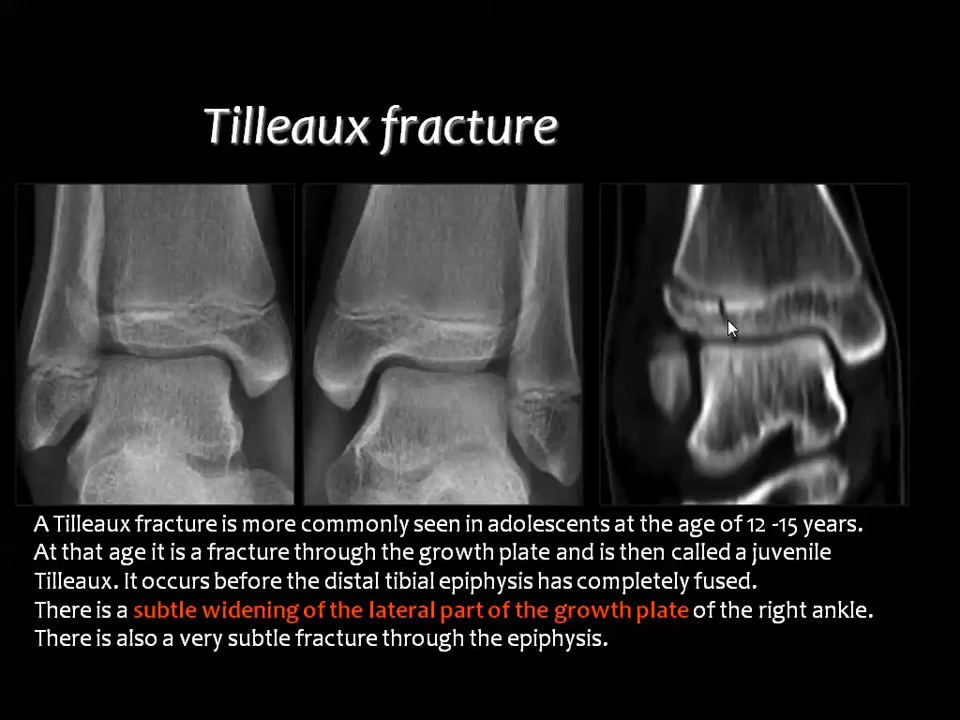 Tilleaux fracture
A Tilleaux fracture is more commonly seen in adolescents at the age of 12 -15 years.
At that age it is a fracture through the growth plate and is then called a juvenile
Tilleaux. It occurs before the distal tibial epiphysis has completely fused.
There is a subtle widening of the lateral part of the growth plate of the right ankle.
There is also a very subtle fracture through the epiphysis.